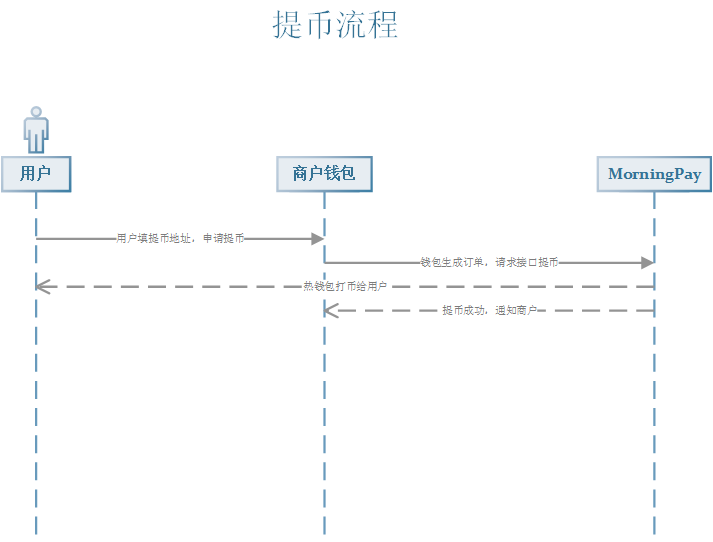 提币流程
用户
商户钱包
MorningPay
用户填提币地址，申请提币
钱包生成订单，请求接口提币
热钱包打币给用户
提币成功，通知商户